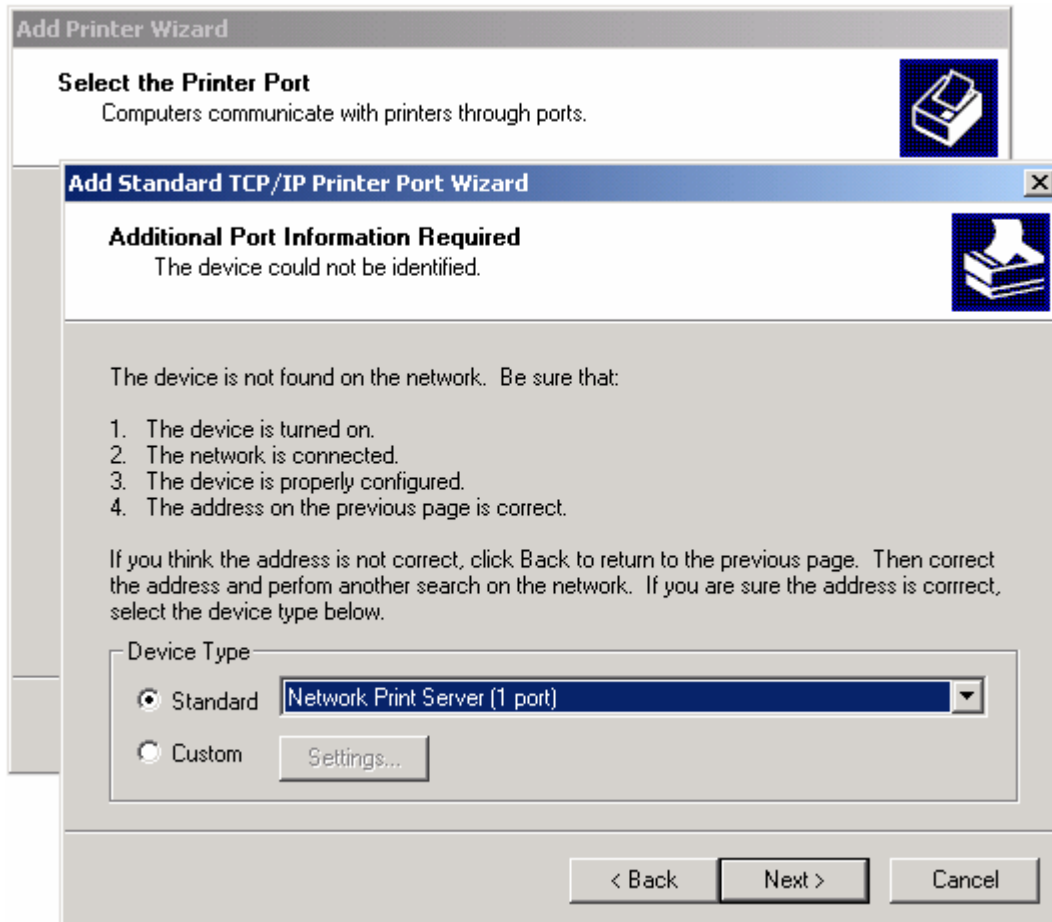 Add Printer Wizard
Select the Printer Port
Computers communicate with printers through ports.
Add Standard TCP/IP Printer Port Wizard
Additional Port Information Required
The device could not be identified.
The device is not found on the network.  Be sure that:
1.  The device is turned on.
2.  The network is connected.
3.  The device is properly configured.
4.  The address on the previous page is correct.
If you think the address is not correct, click Back to return to the previous page.  Then correct
the address and perfom another search on the network.  If you are sure the address is corrrect,
select the device type below.
Device Type
Standard
Network Print Server (1 port)
Custom
Settings...
< Back
Next >
Cancel